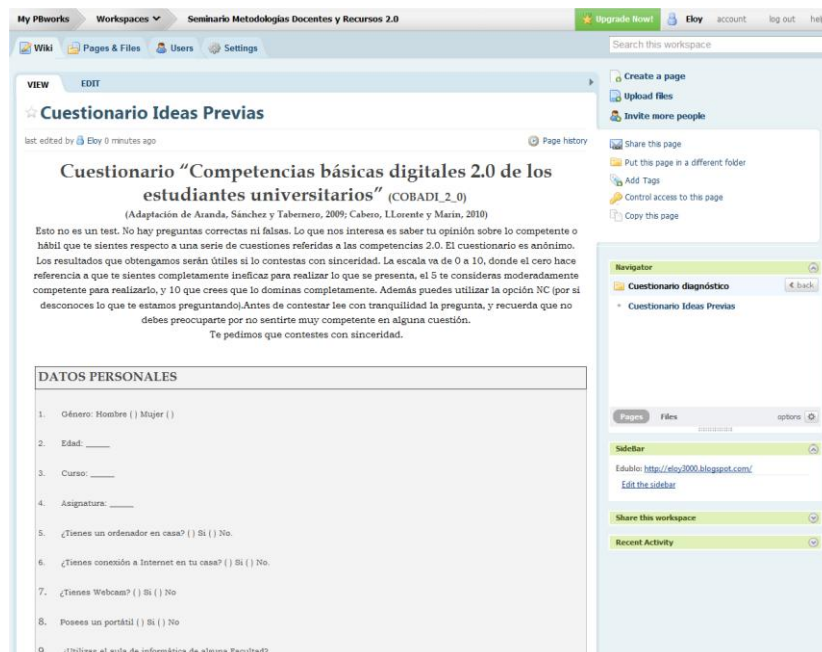 My PBworks Workspaces Seminario Metodologías Docentes y Recursos 2.0
Upgrade Now! Eloy account log out hel
Wiki Pages & Files Users Settings
Search this workspace
VIEW EDIT
Cuestionario Ideas Previas
last edited by Eloy 0 minutes ago Page history
Cuestionario “Competencias básicas digitales 2.0 de los
estudiantes universitarios” (COBADI_2_0)
(Adaptación de Aranda, Sánchez y Tabernero, 2009; Cabero, LLorente y Marin, 2010)
Esto no es un test. No hay preguntas correctas ni falsas. Lo que nos interesa es saber tu opinión sobre lo competente o
hábil que te sientes respecto a una serie de cuestiones referidas a las competencias 2.0. El cuestionario es anónimo.
Los resultados que obtengamos serán útiles si lo contestas con sinceridad. La escala va de 0 a 10, donde el cero hace
referencia a que te sientes completamente ineficaz para realizar lo que se presenta, el 5 te consideras moderadamente
competente para realizarlo, y 10 que crees que lo dominas completamente. Además puedes utilizar la opción NC (por si
desconoces lo que te estamos preguntando).Antes de contestar lee con tranquilidad la pregunta, y recuerda que no
debes preocuparte por no sentirte muy competente en alguna cuestión.
Te pedimos que contestes con sinceridad.
DATOS PERSONALES
1. Género: Hombre ( ) Mujer ( )
2. Edad: _____
3. Curso: _____
4. Asignatura: _____
5. ¿Tienes un ordenador en casa? ( ) Si ( ) No.
6. ¿Tienes conexión a Internet en tu casa? ( ) Si ( ) No.
7. ¿Tienes Webcam? ( ) Si ( ) No
8. Posees un portátil ( ) Si ( ) No
9. ¿Utilizas el aula de informática de alguna Facultad?
Create a page
Upload files
Invite more people
Share this page
Put this page in a different folder
Add Tags
Control access to this page
Copy this page
Navigator
Cuestionario diagnóstico back
Cuestionario Ideas Previas
Pages Files options
SideBar
Edublo: http://eloy3000.blogspot.com/
Edit the sidebar
Share this workspace
Recent Activity